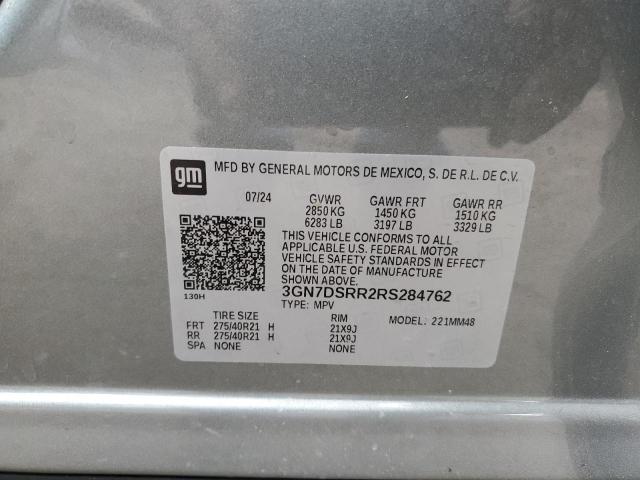 gm MFD BY GENERAL MOTORS DE MEXICO, S. DE R.L. DE C.V.
07/24 GVWR GAWR FRT GAWR RR
2850 KG 1450 KG 1510 KG
6283 LB 3197 LB 3329 LB
THIS VEHICLE CONFORMS TO ALL
APPLICABLE U.S. FEDERAL MOTOR
VEHICLE SAFETY STANDARDS IN EFFECT
ON THE DATE OF MANUFACTURE
SHOWN ABOVE.
130H 3GN7DSRR2RS284762
TYPE: MPV
TIRE SIZE RIM MODEL: 221MM48
FRT 275/40R21 H 21X9J
RR 275/40R21 H 21X9J
SPA NONE NONE